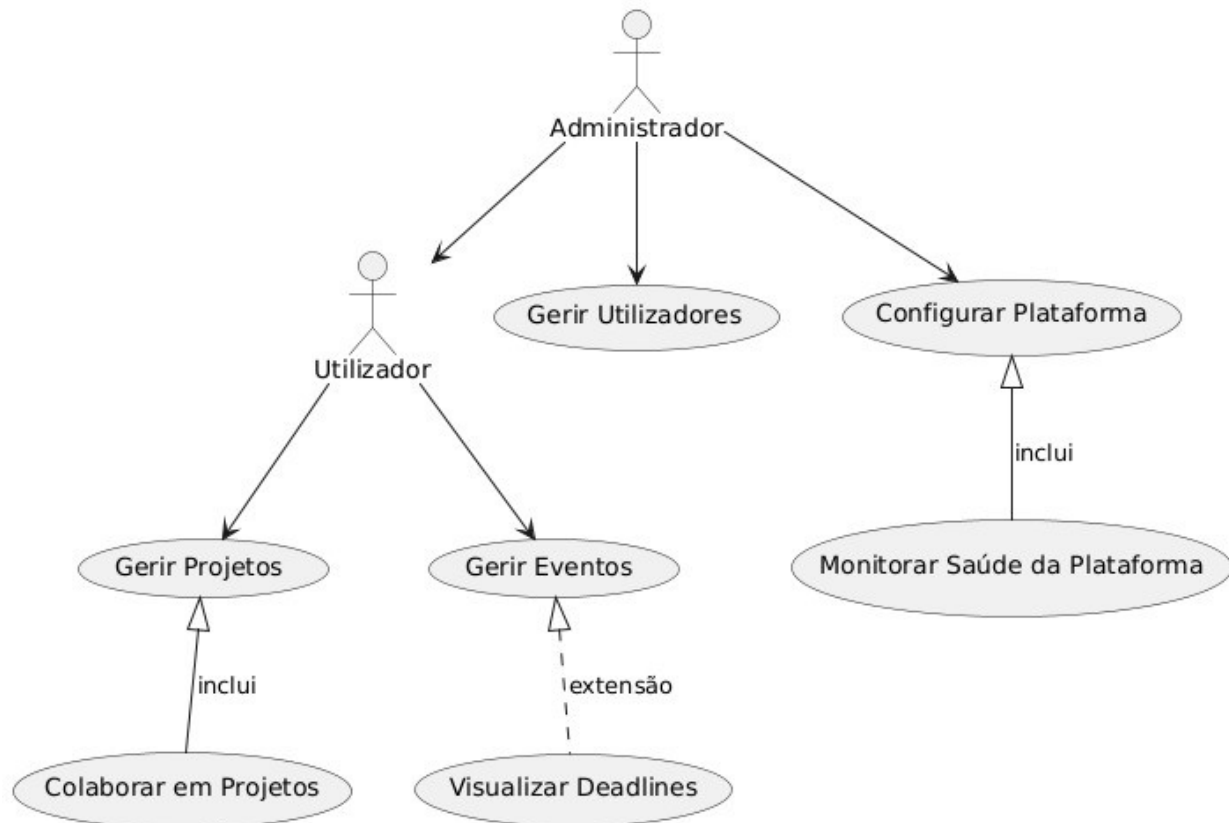 Administrador
Gerir Utilizadores
Configurar Plataforma
Utilizador
inclui
Gerir Projetos
Gerir Eventos
Monitorar Saúde da Plataforma
inclui
extensão
Colaborar em Projetos
Visualizar Deadlines